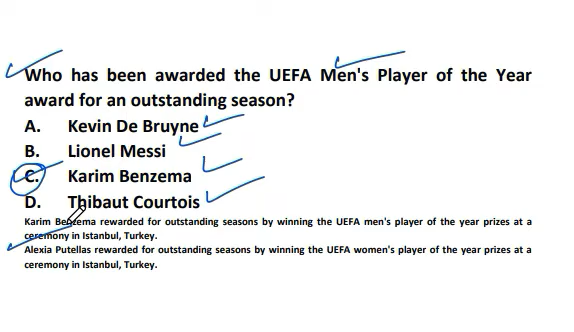 Who has been awarded the UEFA Men's Player of the Year
award for an outstanding season?
A. Kevin De Bruyne
B. Lionel Messi
C. Karim Benzema
D. Thibaut Courtois
Karim Benzema rewarded for outstanding seasons by winning the UEFA men's player of the year prizes at a
ceremony in Istanbul, Turkey.
Alexia Putellas rewarded for outstanding seasons by winning the UEFA women's player of the year prizes at a
ceremony in Istanbul, Turkey.